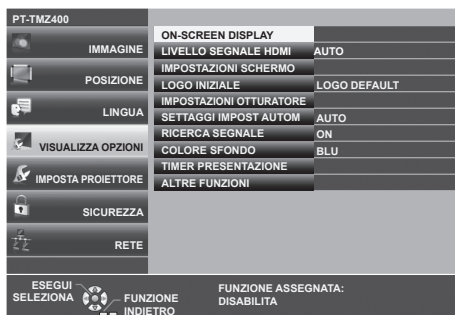 PT-TMZ400
IMMAGINE
POSIZIONE
LINGUA
VISUALIZZA OPZIONI
IMPOSTA PROIETTORE
SICUREZZA
RETE
ON-SCREEN DISPLAY
LIVELLO SEGNALE HDMI AUTO
IMPOSTAZIONI SCHERMO
LOGO INIZIALE LOGO DEFAULT
IMPOSTAZIONI OTTURATORE
SETTAGGI IMPOST AUTOM AUTO
RICERCA SEGNALE ON
COLORE SFONDO BLU
TIMER PRESENTAZIONE
ALTRE FUNZIONI
ESEGUI
SELEZIONA
FUNZIONE
INDIETRO
FUNZIONE ASSEGNATA:
DISABILITA